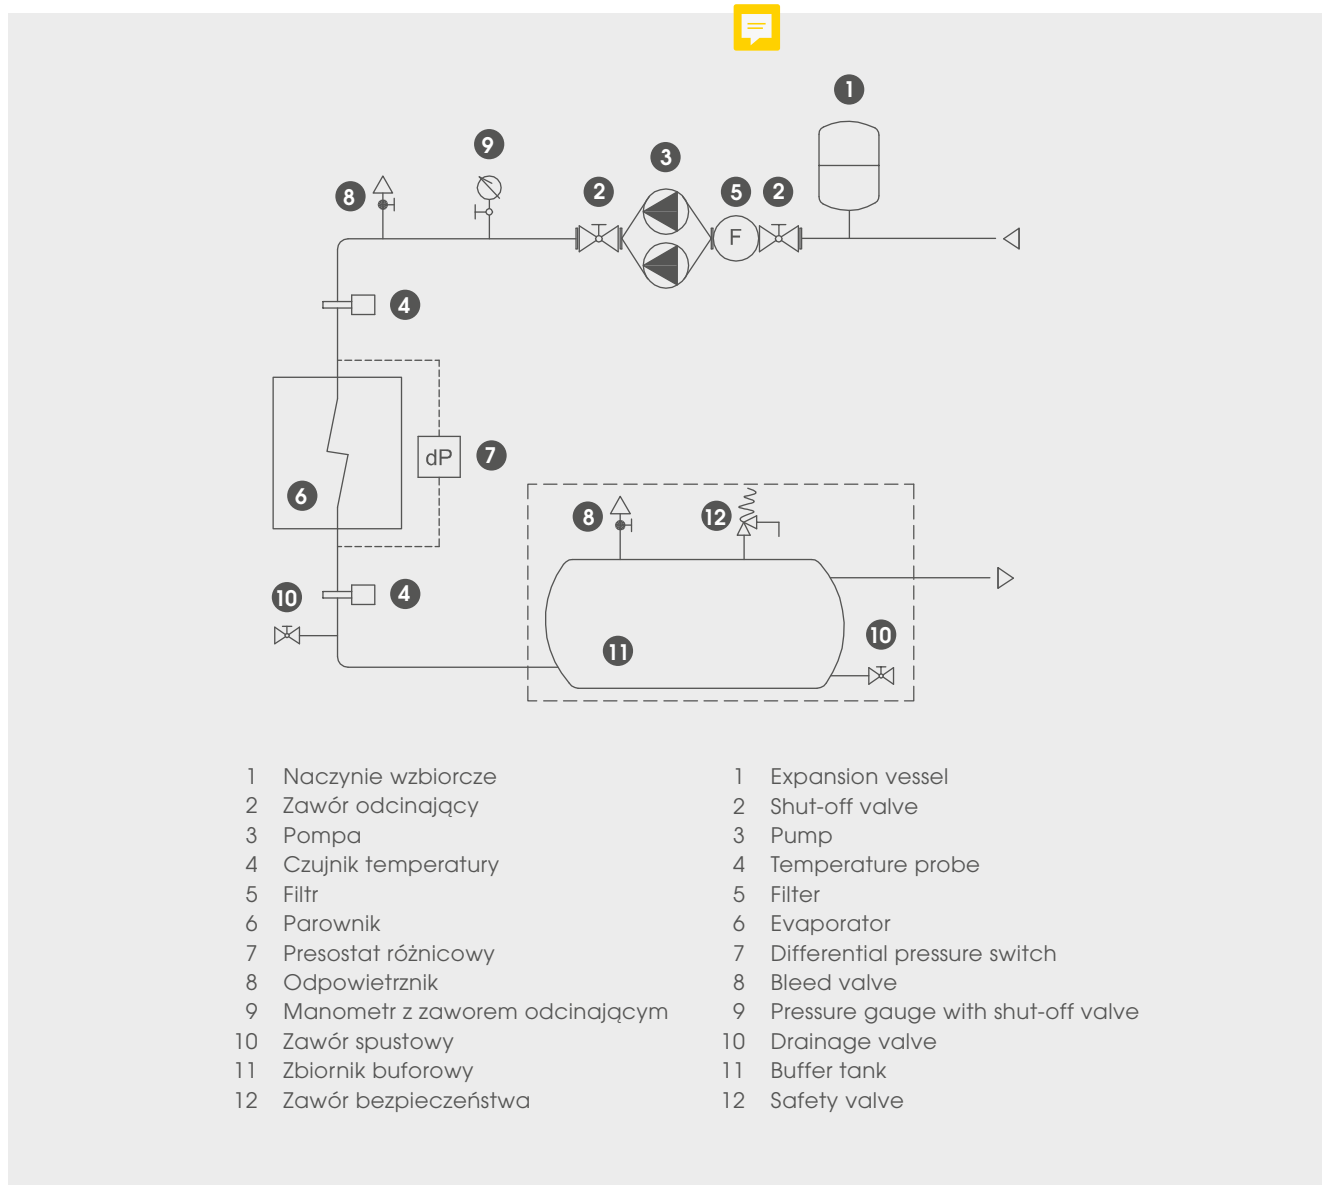 1
9
3
8
2
5
2
F
4
dP
7
6
8
12
10
4
10
11
1 Naczynie wzbiorcze
2 Zawór odcinający
3 Pompa
4 Czujnik temperatury
5 Filtr
6 Parownik
7 Presostat różnicowy
8 Odpowietrznik
9 Manometr z zaworem odcinającym
10 Zawór spustowy
11 Zbiornik buforowy
12 Zawór bezpieczeństwa
1 Expansion vessel
2 Shut-off valve
3 Pump
4 Temperature probe
5 Filter
6 Evaporator
7 Differential pressure switch
8 Bleed valve
9 Pressure gauge with shut-off valve
10 Drainage valve
11 Buffer tank
12 Safety valve